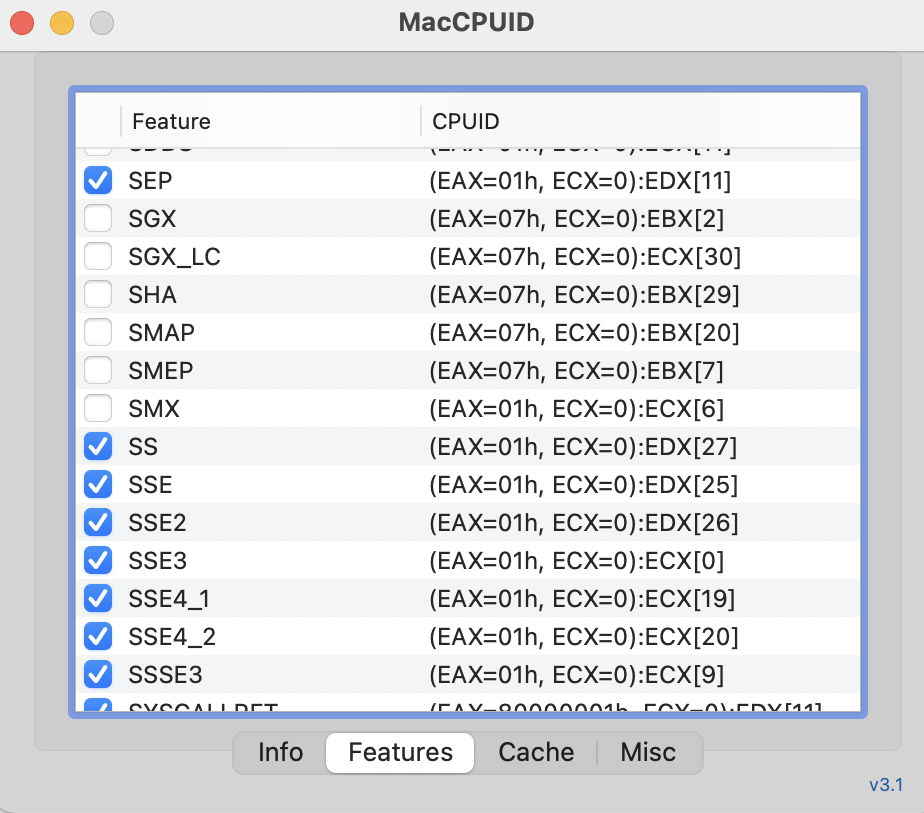 MacCPUID
Feature CPUID
SEP (EAX=01h, ECX=0):EDX[11]
SGX (EAX=07h, ECX=0):EBX[2]
SGX_LC (EAX=07h, ECX=0):ECX[30]
SHA (EAX=07h, ECX=0):EBX[29]
SMAP (EAX=07h, ECX=0):EBX[20]
SMEP (EAX=07h, ECX=0):EBX[7]
SMX (EAX=01h, ECX=0):ECX[6]
SS (EAX=01h, ECX=0):EDX[27]
SSE (EAX=01h, ECX=0):EDX[25]
SSE2 (EAX=01h, ECX=0):EDX[26]
SSE3 (EAX=01h, ECX=0):ECX[0]
SSE4_1 (EAX=01h, ECX=0):ECX[19]
SSE4_2 (EAX=01h, ECX=0):ECX[20]
SSSE3 (EAX=01h, ECX=0):ECX[9]
SYSCALLRET (EAX=80000001h, ECX=0):EDX[11]
Info Features Cache Misc
v3.1